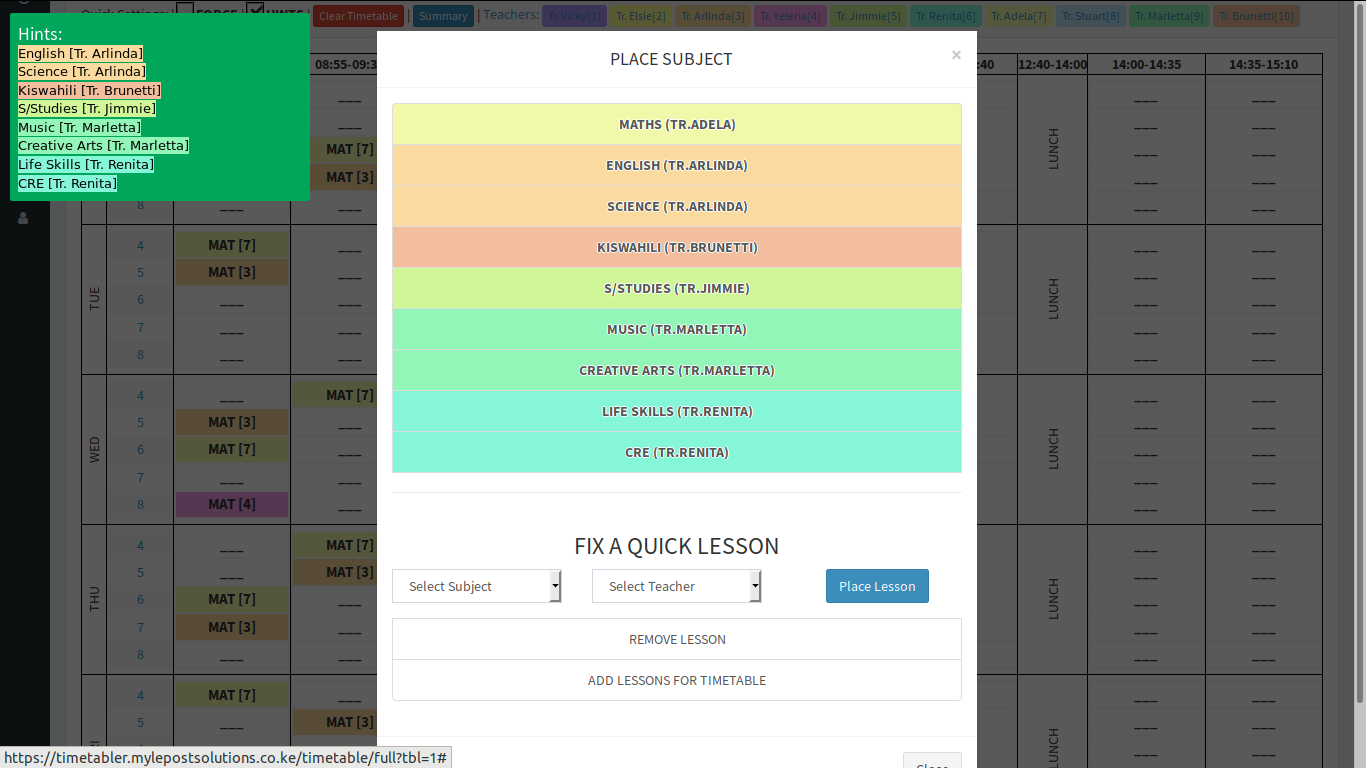 Quick Settings: | FORCE | HINTS | Clear Timetable | Summary | Teachers: Tr. Vicky[1] Tr. Elsie[2] Tr. Arlinda[3] Tr. Yeleria[4] Tr. Jimmie[5] Tr. Renita[6] Tr. Adela[7] Tr. Stuart[8] Tr. Marletta[9] Tr. Brunetti[10]
Hints:
English [Tr. Arlinda]
Science [Tr. Arlinda]
Kiswahili [Tr. Brunetti]
S/Studies [Tr. Jimmie]
Music [Tr. Marletta]
Creative Arts [Tr. Marletta]
Life Skills [Tr. Renita]
CRE [Tr. Renita]
08:55-09:3
:40 12:40-14:00 14:00-14:35 14:35-15:10
MAT [7]
MAT [3]
8
LUNCH
TUE
4 MAT [7]
5 MAT [3]
6
7
8
LUNCH
WED
4 MAT [7]
5 MAT [3]
6 MAT [7]
7
8 MAT [4]
LUNCH
THU
4 MAT [7]
5 MAT [3]
6 MAT [7]
7 MAT [3]
8
LUNCH
4 MAT [7]
5 MAT [3]
LUNCH
PLACE SUBJECT ×
MATHS (TR.ADELA)
ENGLISH (TR.ARLINDA)
SCIENCE (TR.ARLINDA)
KISWAHILI (TR.BRUNETTI)
S/STUDIES (TR.JIMMIE)
MUSIC (TR.MARLETTA)
CREATIVE ARTS (TR.MARLETTA)
LIFE SKILLS (TR.RENITA)
CRE (TR.RENITA)
FIX A QUICK LESSON
Select Subject Select Teacher Place Lesson
REMOVE LESSON
ADD LESSONS FOR TIMETABLE
Close
https://timetabler.mylepostsolutions.co.ke/timetable/full?tbl=1#